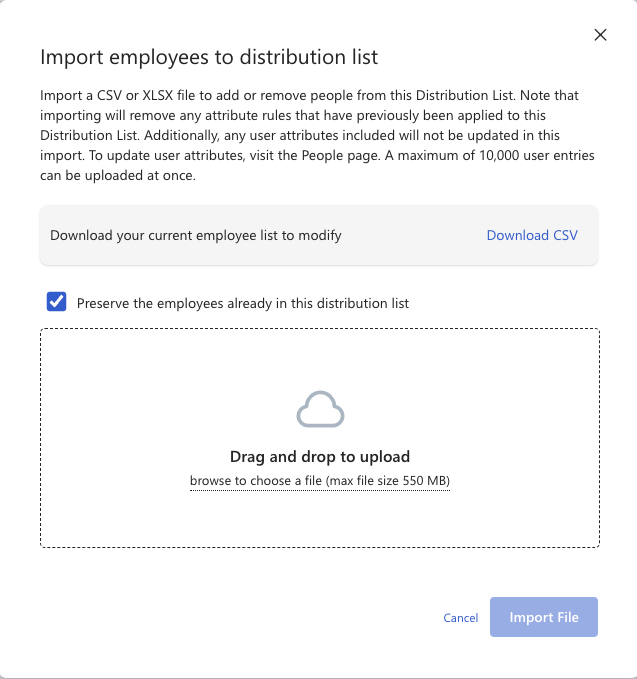 Import employees to distribution list
Import a CSV or XLSX file to add or remove people from this Distribution List. Note that
importing will remove any attribute rules that have previously been applied to this
Distribution List. Additionally, any user attributes included will not be updated in this
import. To update user attributes, visit the People page. A maximum of 10,000 user entries
can be uploaded at once.
Download your current employee list to modify
Download CSV
Preserve the employees already in this distribution list
Drag and drop to upload
browse to choose a file (max file size 550 MB)
Cancel
Import File